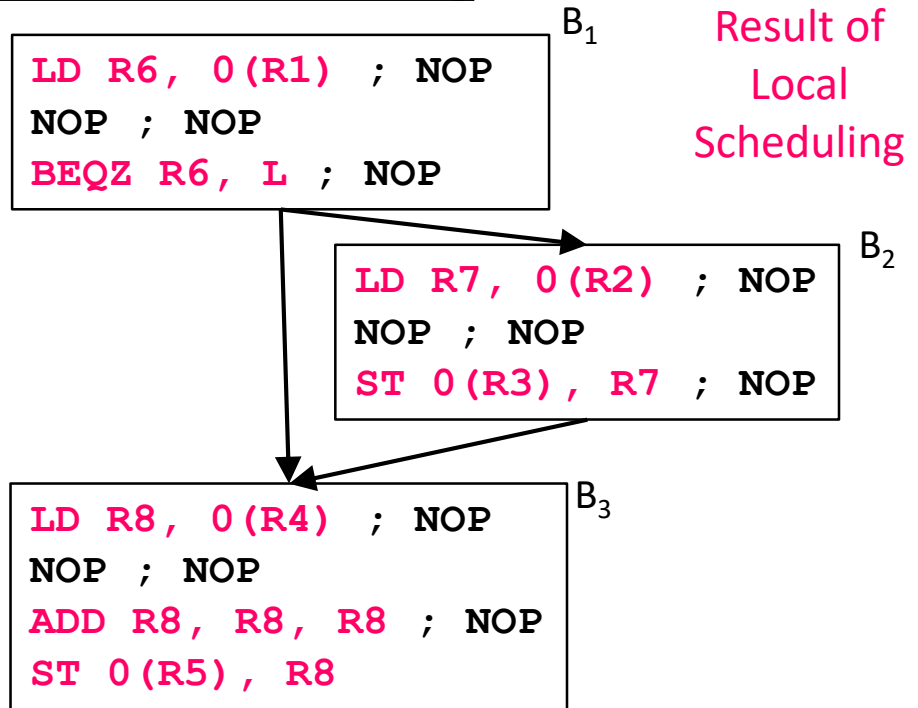 B1
Result of
Local
Scheduling
LD R6, 0(R1) ; NOP
NOP ; NOP
BEQZ R6, L ; NOP
B2
LD R7, 0(R2) ; NOP
NOP ; NOP
ST 0(R3), R7 ; NOP
B3
LD R8, 0(R4) ; NOP
NOP ; NOP
ADD R8, R8, R8 ; NOP
ST 0(R5), R8